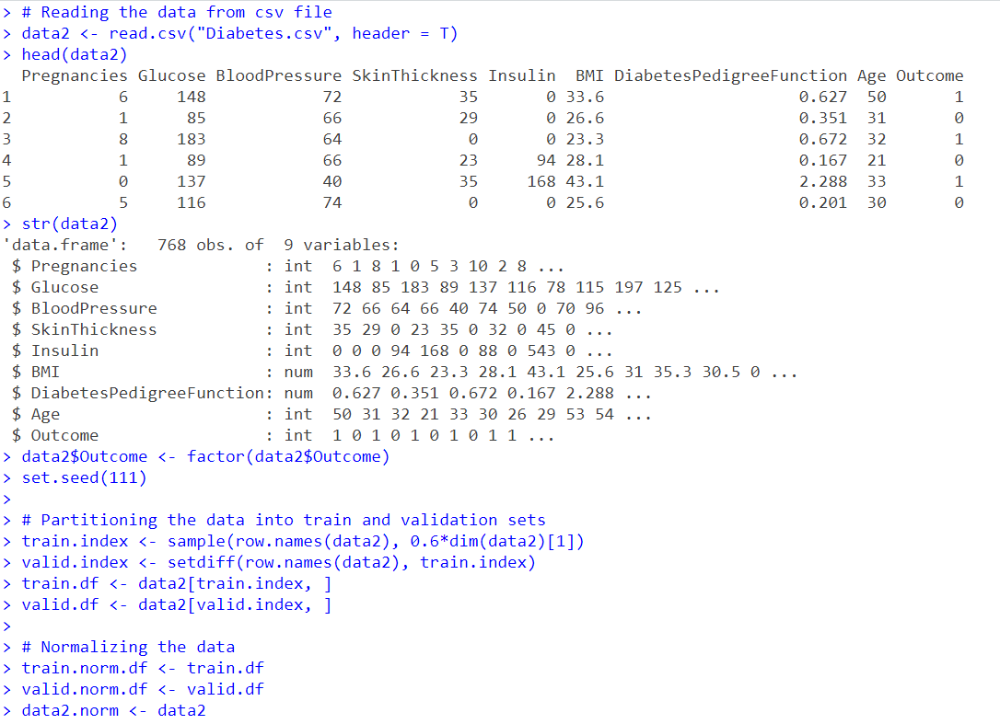 > # Reading the data from csv file
> data2 <- read.csv("Diabetes.csv", header = T)
> head(data2)
  Pregnancies Glucose BloodPressure SkinThickness Insulin  BMI DiabetesPedigreeFunction Age Outcome
1           6     148            72            35       0 33.6                    0.627  50       1
2           1      85            66            29       0 26.6                    0.351  31       0
3           8     183            64             0       0 23.3                    0.672  32       1
4           1      89            66            23      94 28.1                    0.167  21       0
5           0     137            40            35     168 43.1                    2.288  33       1
6           5     116            74             0       0 25.6                    0.201  30       0
> str(data2)
'data.frame':   768 obs. of  9 variables:
 $ Pregnancies             : int  6 1 8 1 0 5 3 10 2 8 ...
 $ Glucose                 : int  148 85 183 89 137 116 78 115 197 125 ...
 $ BloodPressure           : int  72 66 64 66 40 74 50 0 70 96 ...
 $ SkinThickness           : int  35 29 0 23 35 0 32 0 45 0 ...
 $ Insulin                 : int  0 0 0 94 168 0 88 0 543 0 ...
 $ BMI                     : num  33.6 26.6 23.3 28.1 43.1 25.6 31 35.3 30.5 0 ...
 $ DiabetesPedigreeFunction: num  0.627 0.351 0.672 0.167 2.288 ...
 $ Age                     : int  50 31 32 21 33 30 26 29 53 54 ...
 $ Outcome                 : int  1 0 1 0 1 0 1 0 1 1 ...
> data2$Outcome <- factor(data2$Outcome)
> set.seed(111)
>
> # Partitioning the data into train and validation sets
> train.index <- sample(row.names(data2), 0.6*dim(data2)[1])
> valid.index <- setdiff(row.names(data2), train.index)
> train.df <- data2[train.index, ]
> valid.df <- data2[valid.index, ]
>
> # Normalizing the data
> train.norm.df <- train.df
> valid.norm.df <- valid.df
> data2.norm <- data2